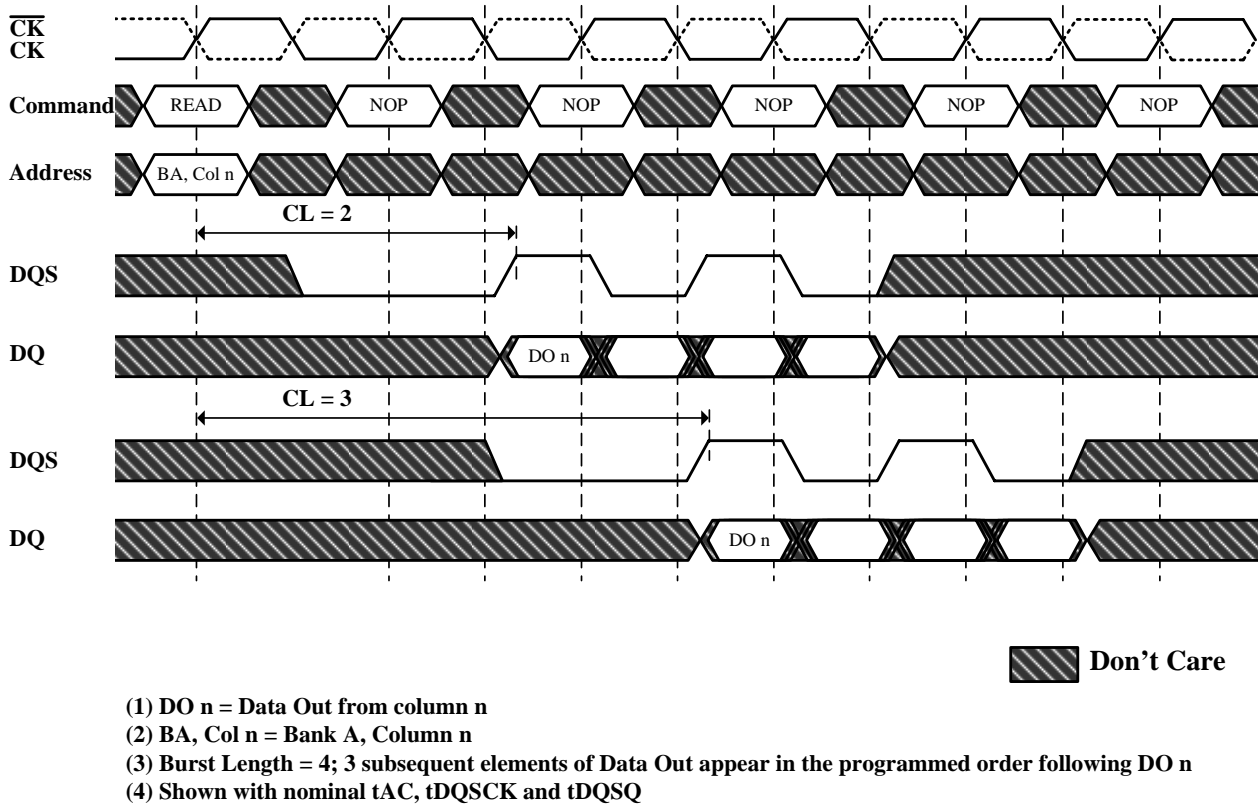 CK
CK
Command READ NOP NOP NOP NOP NOP
Address BA, Col n
CL = 2
DQS
DQ DO n
CL = 3
DQS
DQ DO n
Don't Care
(1) DO n = Data Out from column n
(2) BA, Col n = Bank A, Column n
(3) Burst Length = 4; 3 subsequent elements of Data Out appear in the programmed order following DO n
(4) Shown with nominal tAC, tDQSCK and tDQSQ